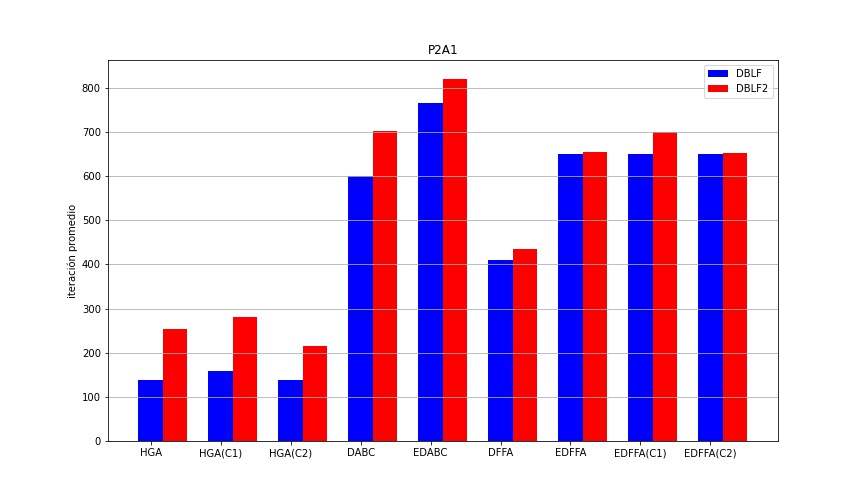 P2A1
DBLF
DBLF2
iteración promedio
800
700
600
500
400
300
200
100
0
HGA HGA(C1) HGA(C2) DABC EDABC DFFA EDFFA EDFFA(C1) EDFFA(C2)